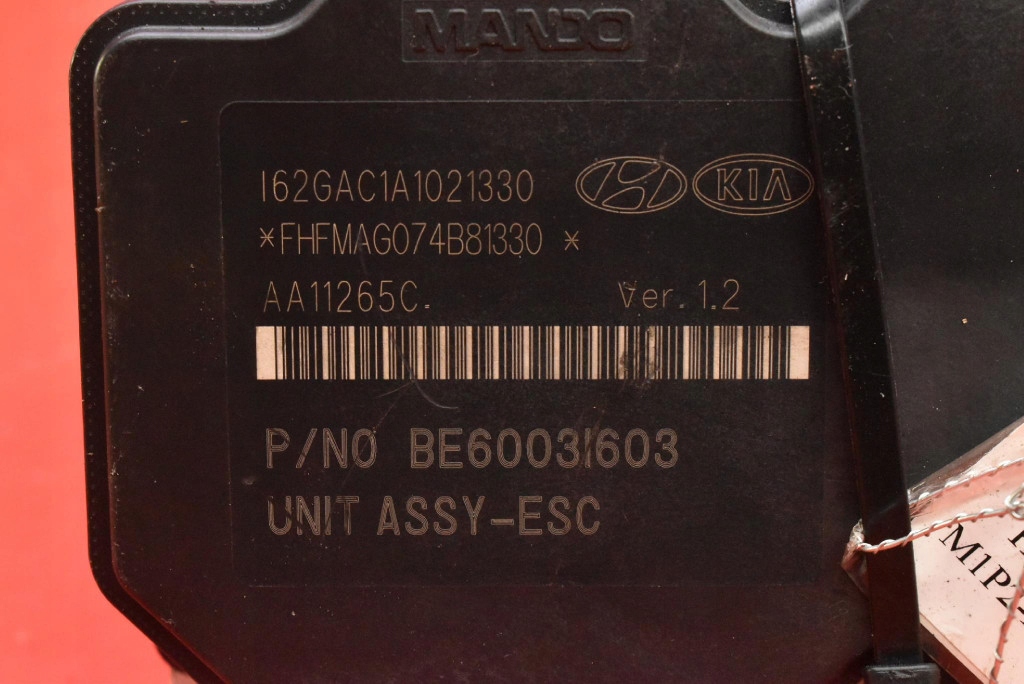 MANDO
I62GAC1A1021330
KIA
*FHFMAG074B81330 *
AA11265C.
Ver.1.2
P/NO BE6003I603
UNIT ASSY-ESC